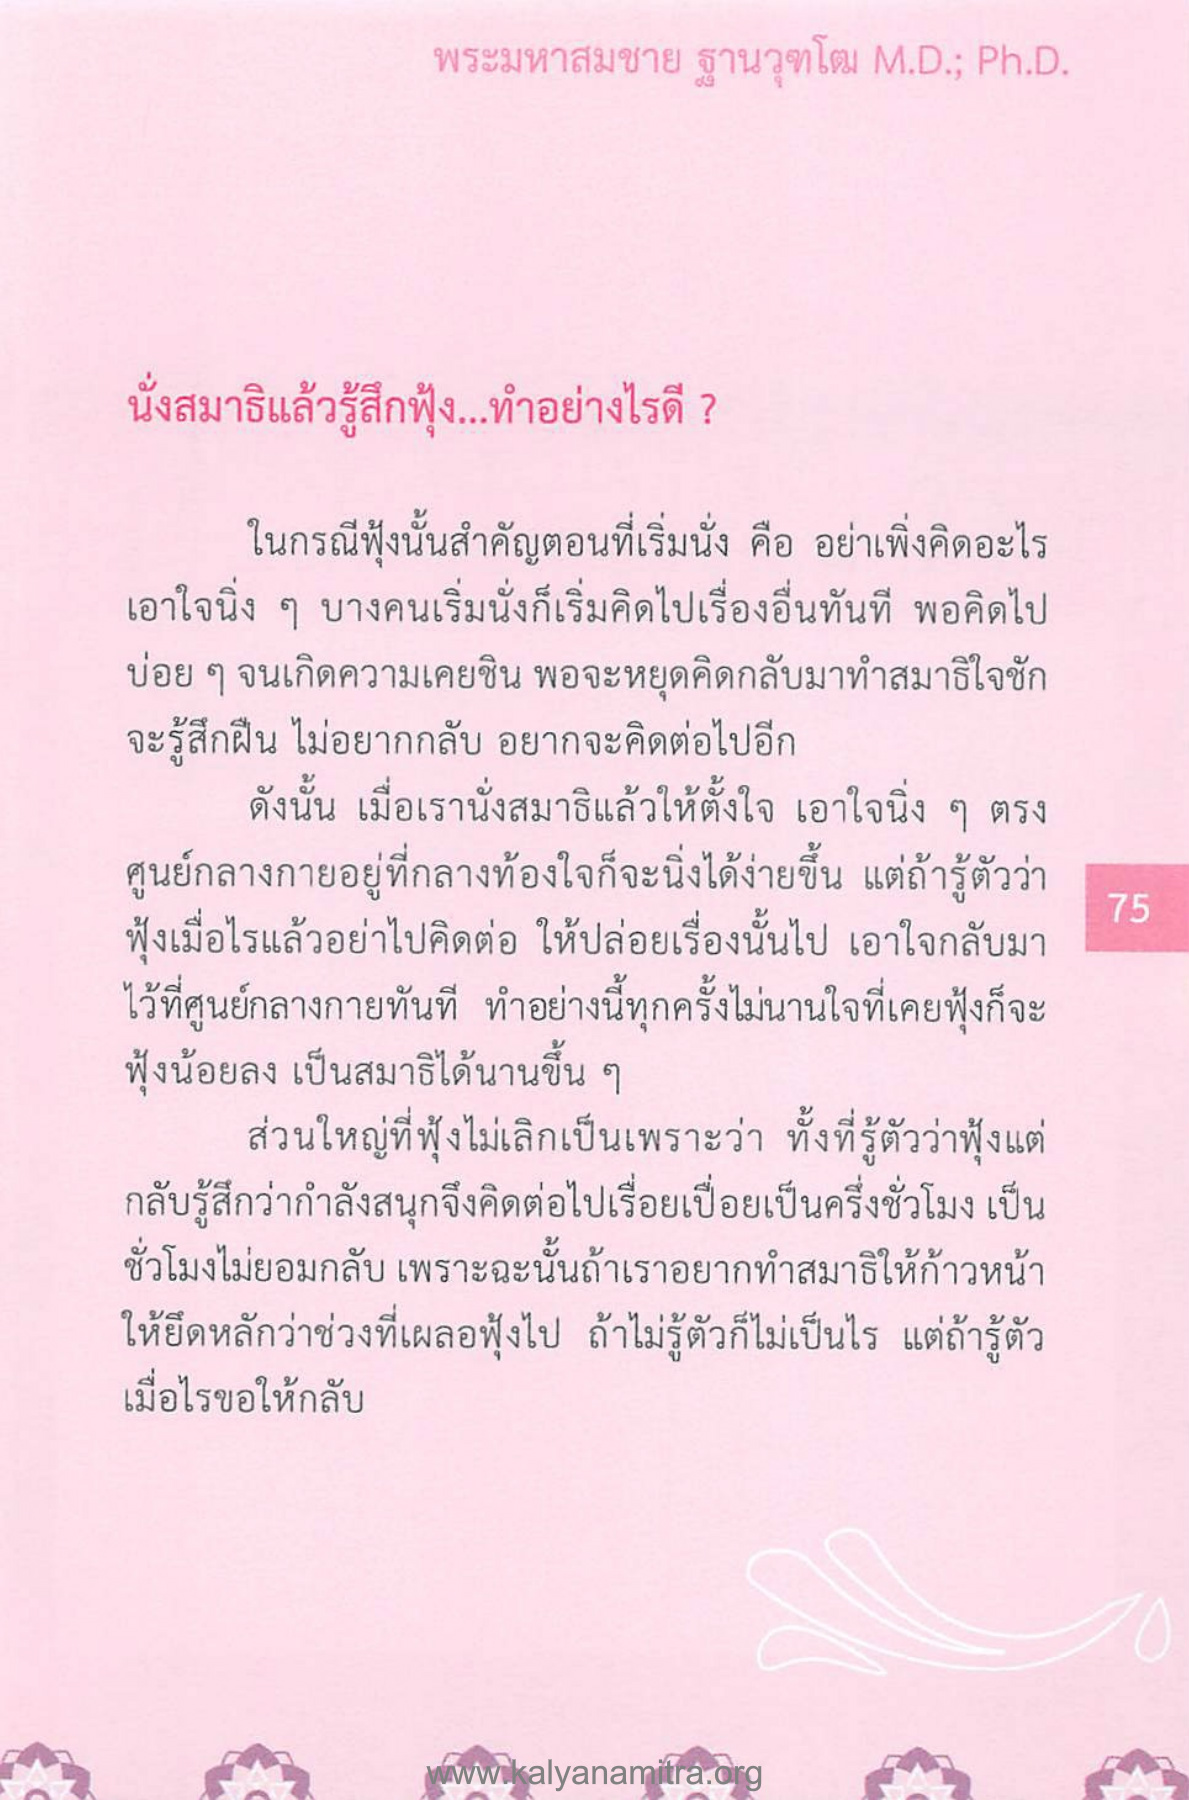 พระมหาสมชาย ฐานวุฑโฒ M.D.; Ph.D.
นั่งสมาธิแล้วรู้สึกฟุ้ง...ทำอย่างไรดี ?
ในกรณีฟุ้งนั้นสำคัญตอนที่เริ่มนั่ง คือ อย่าเพิ่งคิดอะไร
เอาใจนิ่ง ๆ บางคนเริ่มนั่งก็เริ่มคิดไปเรื่องอื่นทันที พอคิดไป
บ่อย ๆ จนเกิดความเคยชิน พอจะหยุดคิดกลับมาทำสมาธิใจชัก
จะรู้สึกฝืน ไม่อยากกลับ อยากจะคิดต่อไปอีก
ดังนั้น เมื่อเรานั่งสมาธิแล้วให้ตั้งใจ เอาใจนิ่ง ๆ ตรง
ศูนย์กลางกายอยู่ที่กลางท้องใจก็จะนิ่งได้ง่ายขึ้น แต่ถ้ารู้ตัวว่า
75
ฟุ้งเมื่อไรแล้วอย่าไปคิดต่อ ให้ปล่อยเรื่องนั้นไป เอาใจกลับมา
ไว้ที่ศูนย์กลางกายทันที ทำอย่างนี้ทุกครั้งไม่นานใจที่เคยฟุ้งก็จะ
ฟุ้งน้อยลง เป็นสมาธิได้นานขึ้น ๆ
ส่วนใหญ่ที่ฟุ้งไม่เลิกเป็นเพราะว่า ทั้งที่รู้ตัวว่าฟุ้งแต่
กลับรู้สึกว่ากำลังสนุกจึงคิดต่อไปเรื่อยเปื่อยเป็นครึ่งชั่วโมง เป็น
ชั่วโมงไม่ยอมกลับ เพราะฉะนั้นถ้าเราอยากทำสมาธิให้ก้าวหน้า
ให้ยึดหลักว่าช่วงที่เผลอฟุ้งไป ถ้าไม่รู้ตัวก็ไม่เป็นไร แต่ถ้ารู้ตัว
เมื่อไรขอให้กลับ
www.kalyanamitra.org